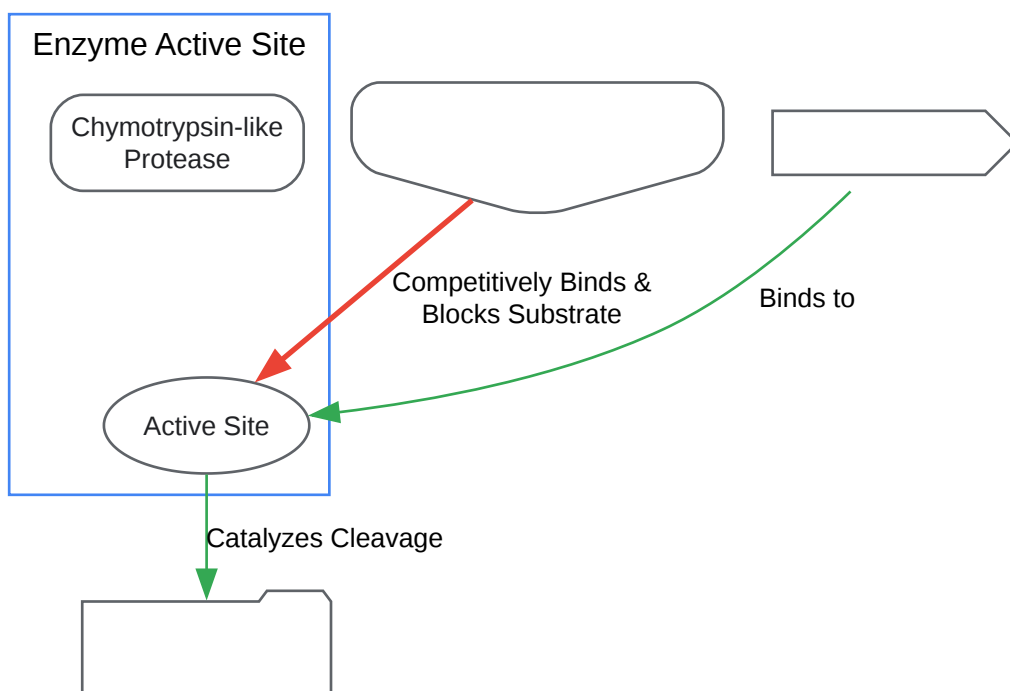 Enzyme Active Site
Chymotrypsin-like
Protease
Competitively Binds &
Blocks Substrate
Binds to
Active Site
Catalyzes Cleavage